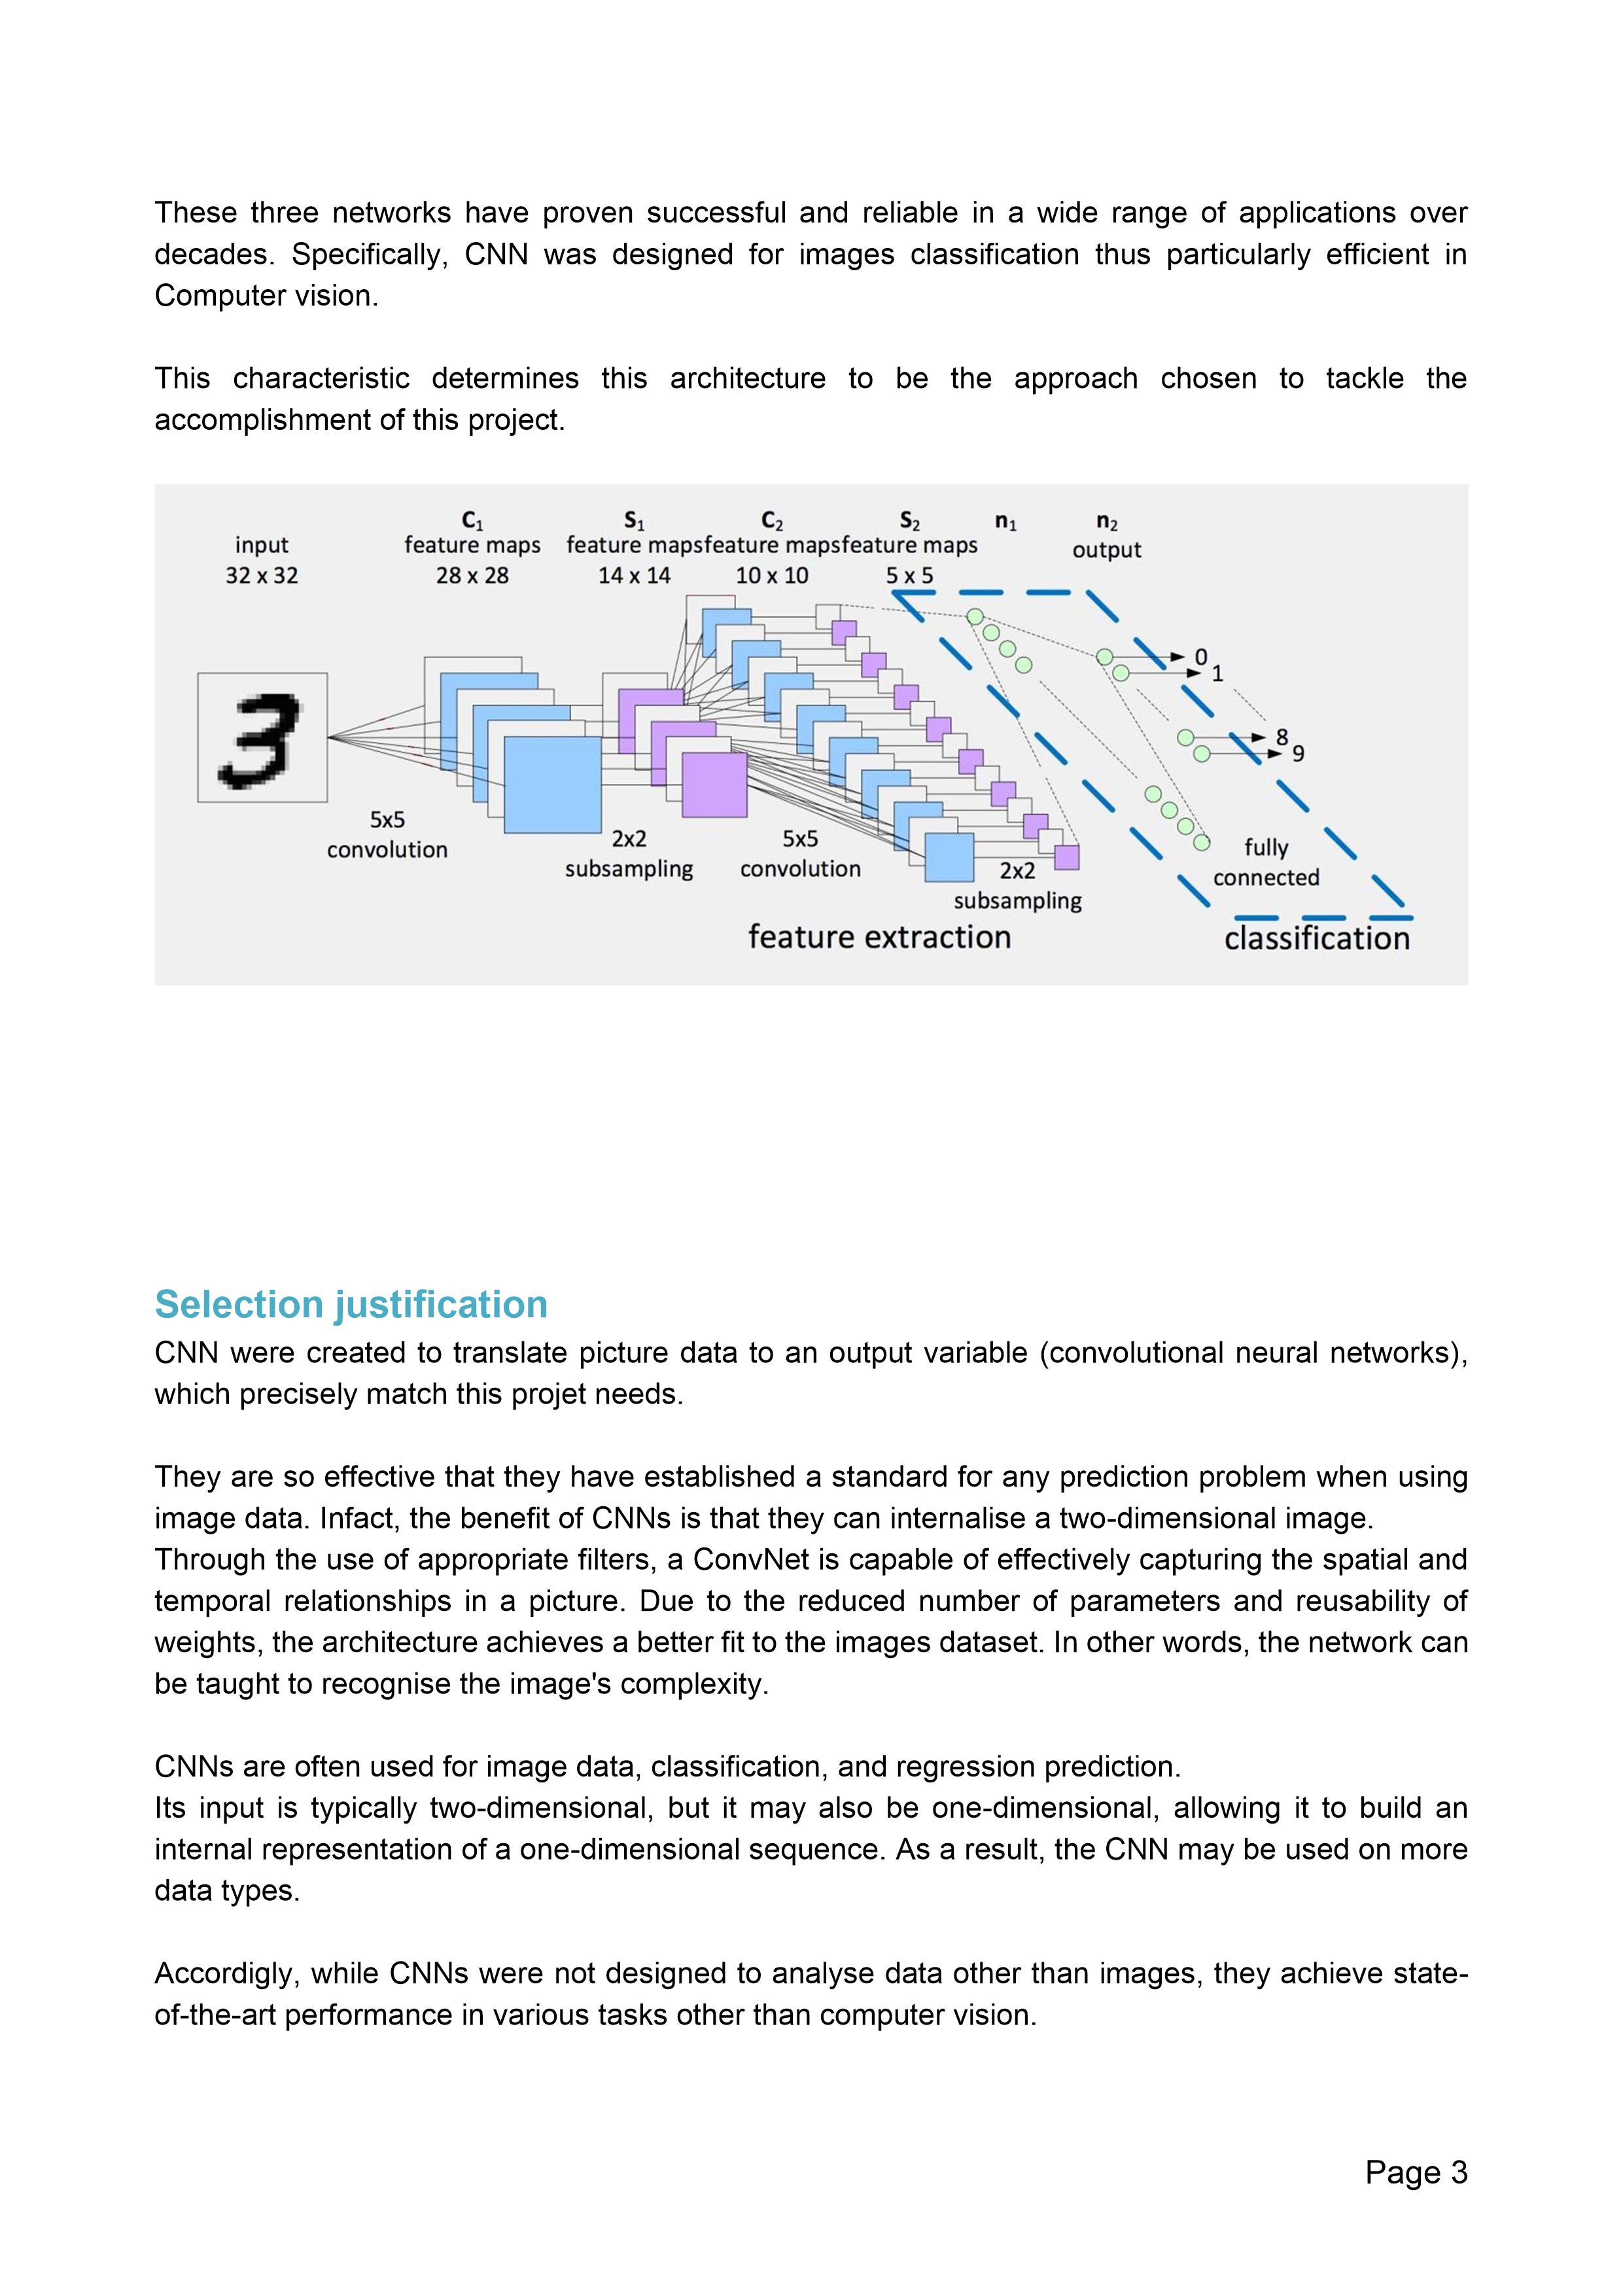 These three networks have proven successful and reliable in a wide range of applications over
decades. Specifically, CNN was designed for images classification thus particularly efficient in
Computer vision.
This characteristic determines this architecture to be the approach chosen to tackle the
accomplishment of this project.
C₁ S₁ C₂ S₂ n₁ n₂
input feature maps feature maps feature maps feature maps output
32 x 32 28 x 28 14 x 14 10 x 10 5 x 5
0
1
8
9
5x5
convolution
2x2
subsampling
5x5
convolution
2x2
subsampling
fully
connected
feature extraction
classification
Selection justification
CNN were created to translate picture data to an output variable (convolutional neural networks),
which precisely match this projet needs.
They are so effective that they have established a standard for any prediction problem when using
image data. Infact, the benefit of CNNs is that they can internalise a two-dimensional image.
Through the use of appropriate filters, a ConvNet is capable of effectively capturing the spatial and
temporal relationships in a picture. Due to the reduced number of parameters and reusability of
weights, the architecture achieves a better fit to the images dataset. In other words, the network can
be taught to recognise the image's complexity.
CNNs are often used for image data, classification, and regression prediction.
Its input is typically two-dimensional, but it may also be one-dimensional, allowing it to build an
internal representation of a one-dimensional sequence. As a result, the CNN may be used on more
data types.
Accordigly, while CNNs were not designed to analyse data other than images, they achieve state-
of-the-art performance in various tasks other than computer vision.
Page 3